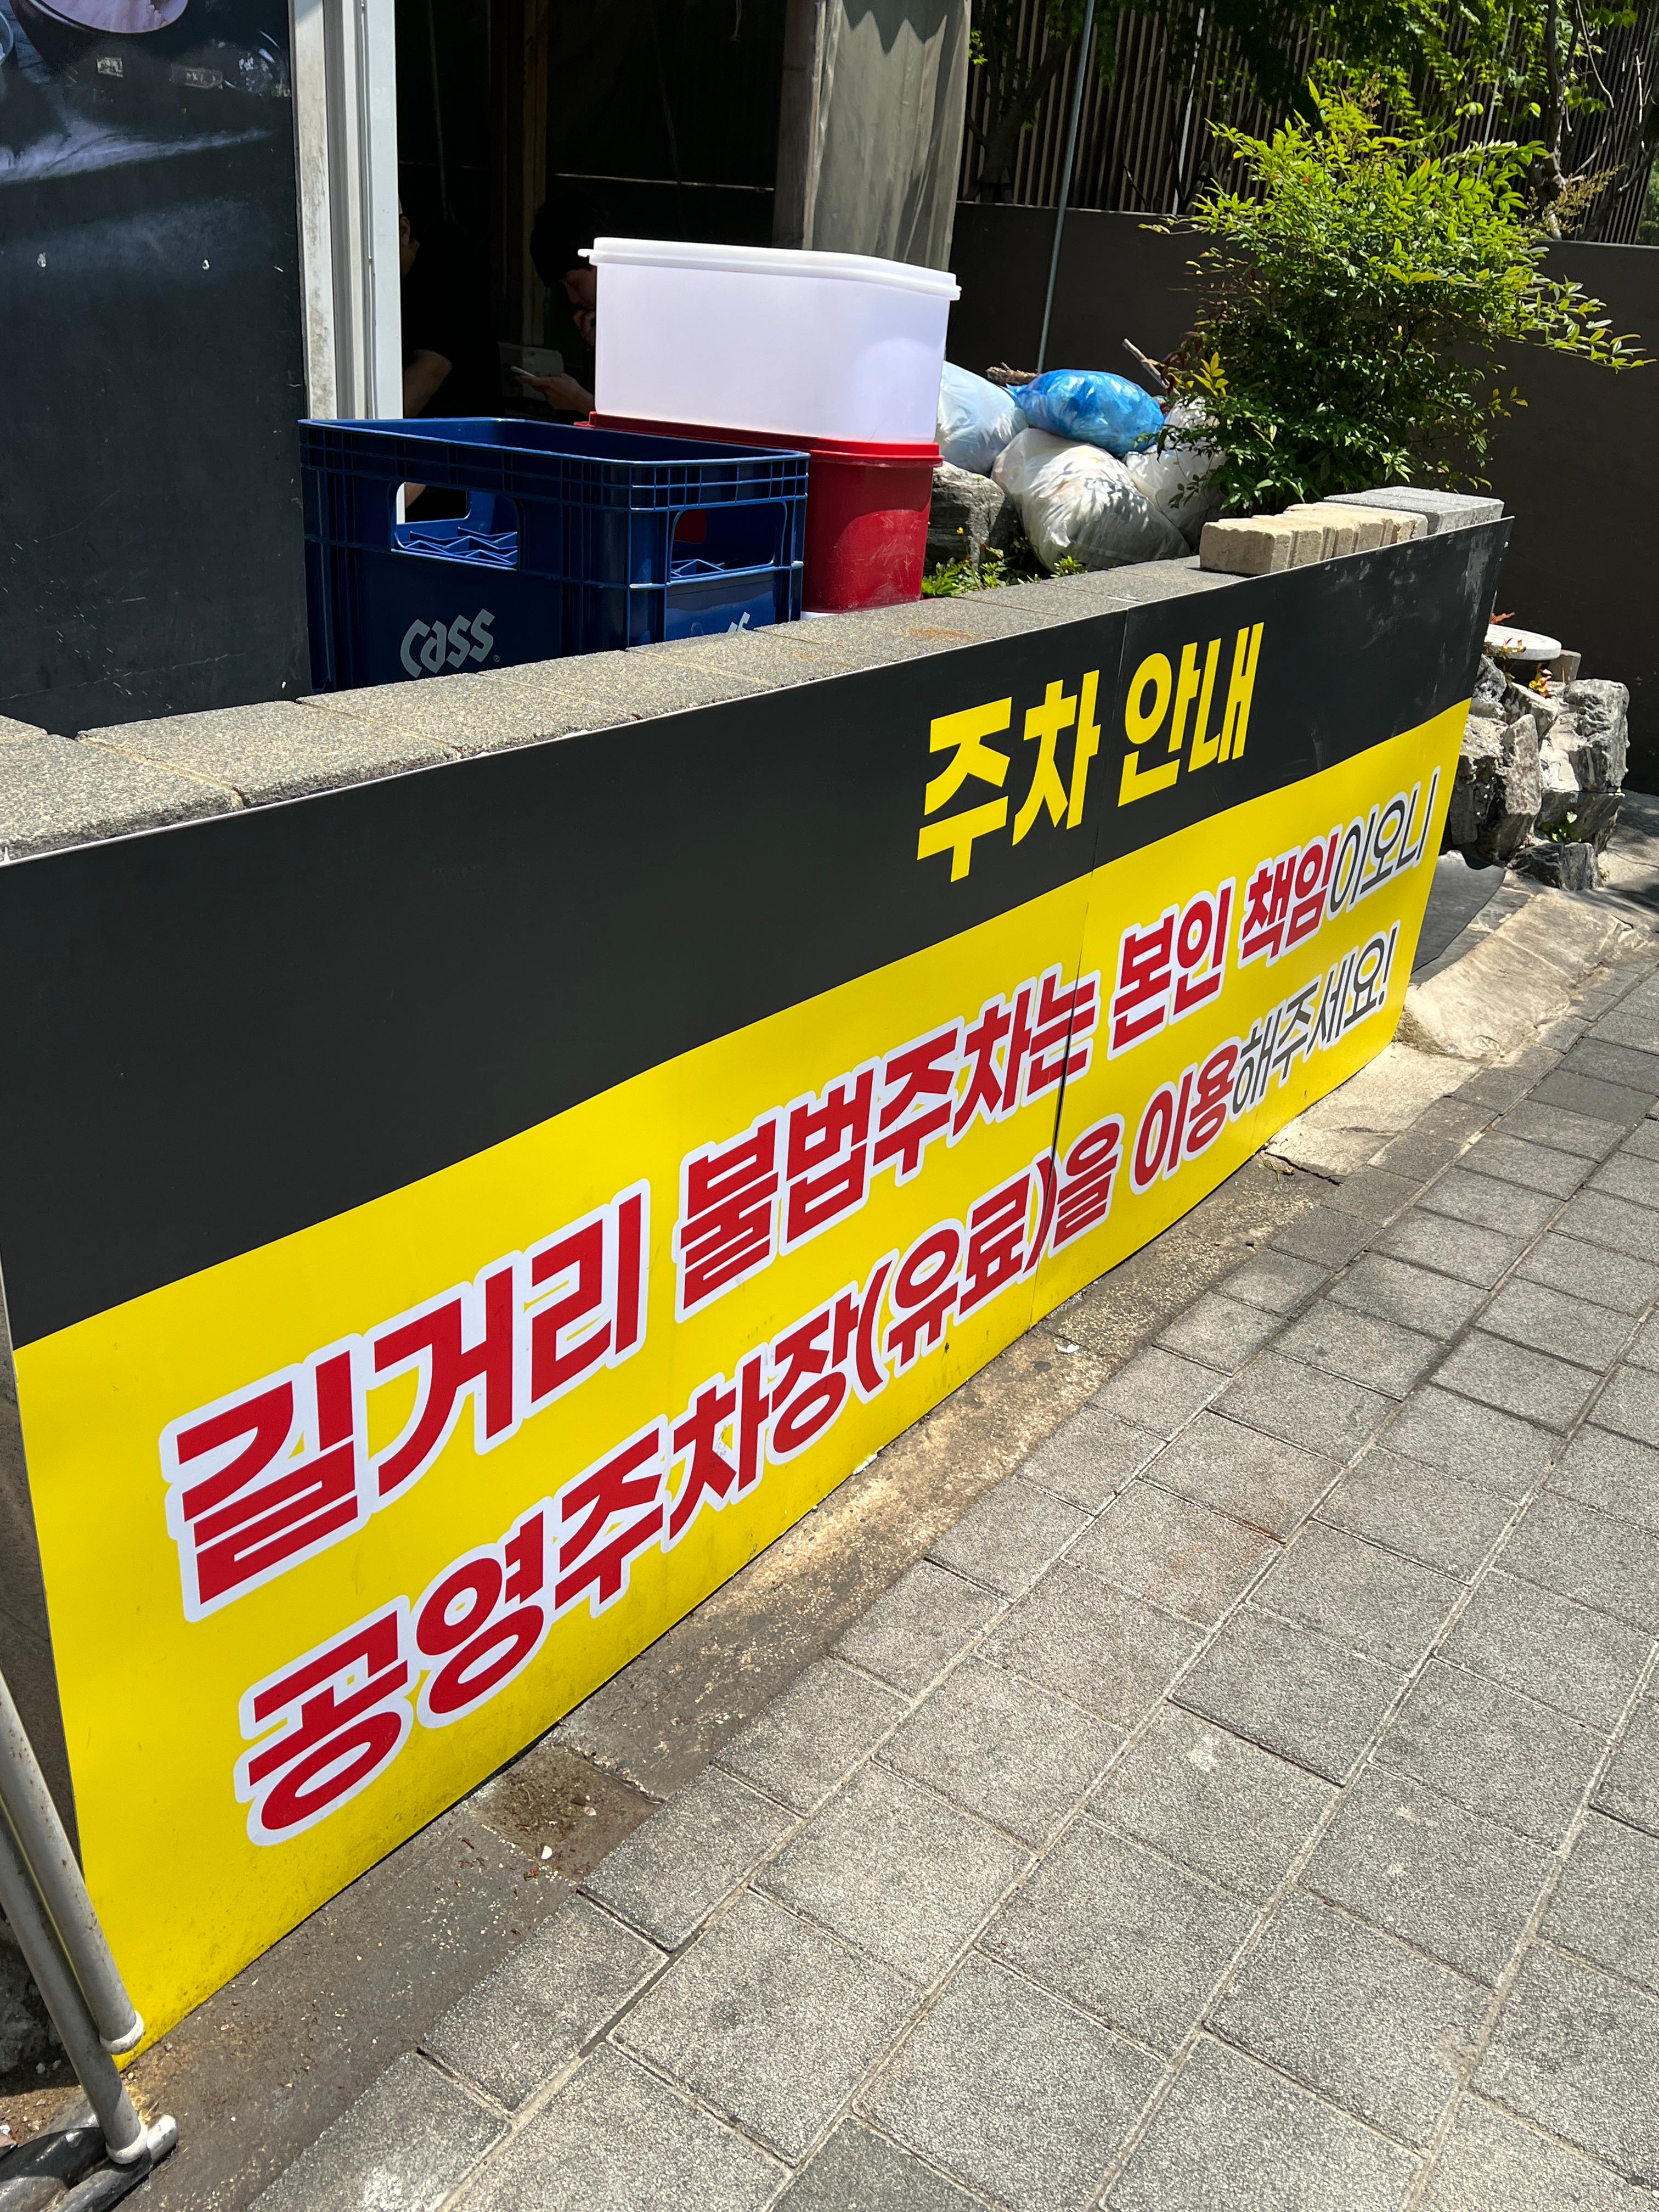 cass
주차 안내
길거리 불법주차는 본인 책임이오니
공영주차장(유료)을 이용해주세요!